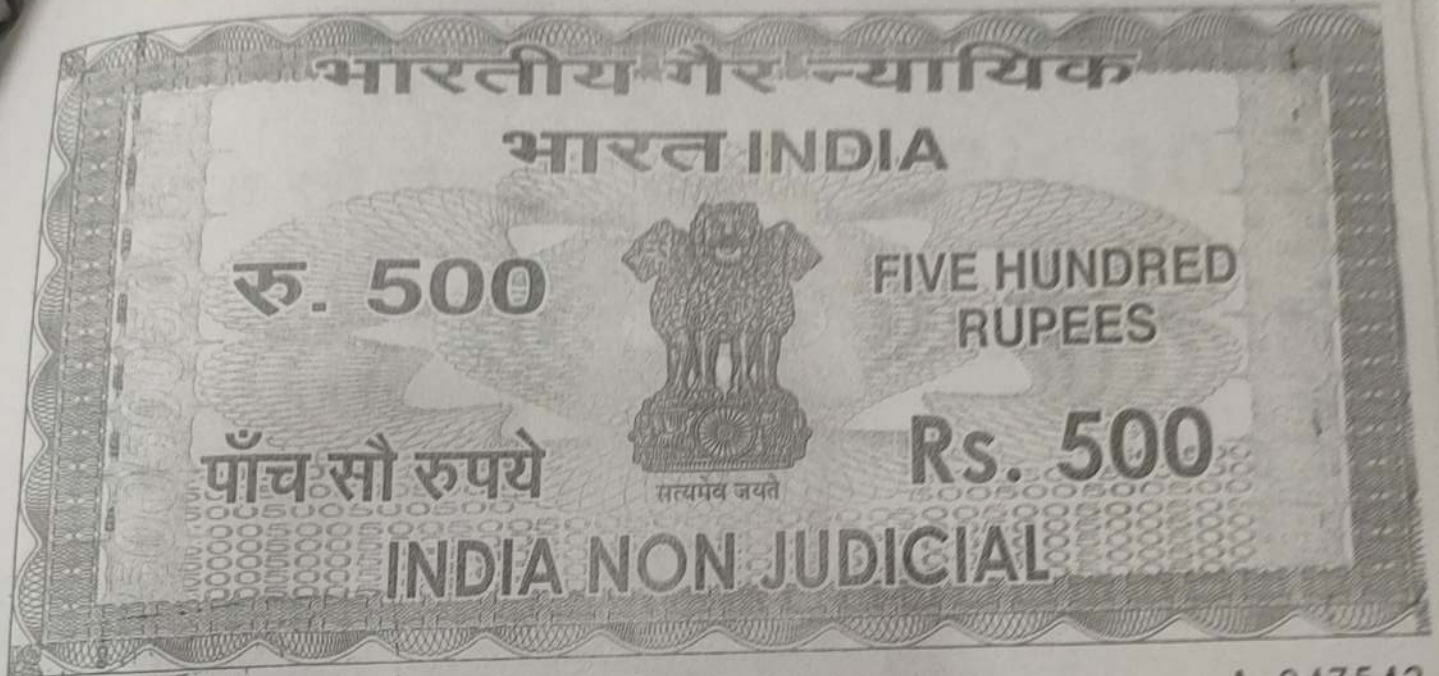 भारतीय गैर न्यायिक
भारत INDIA
रु. 500
FIVE HUNDRED
RUPEES
पाँच सौ रुपये
Rs. 500
सत्यमेव जयते
INDIA NON JUDICIAL